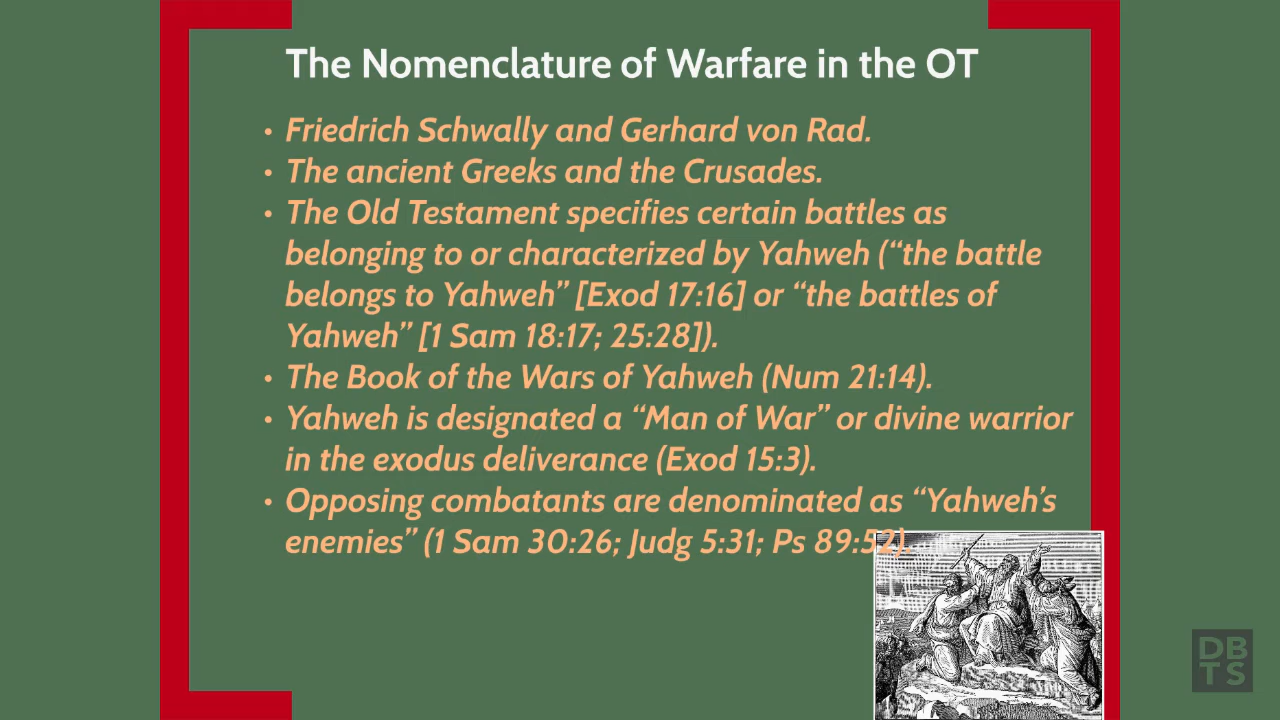 The Nomenclature of Warfare in the OT
• Friedrich Schwally and Gerhard von Rad.
• The ancient Greeks and the Crusades.
• The Old Testament specifies certain battles as
belonging to or characterized by Yahweh (“the battle
belongs to Yahweh” [Exod 17:16] or “the battles of
Yahweh” [1 Sam 18:17; 25:28]).
• The Book of the Wars of Yahweh (Num 21:14).
• Yahweh is designated a “Man of War” or divine warrior
in the exodus deliverance (Exod 15:3).
• Opposing combatants are denominated as “Yahweh’s
enemies” (1 Sam 30:26; Judg 5:31; Ps 89:52).
DB
TS